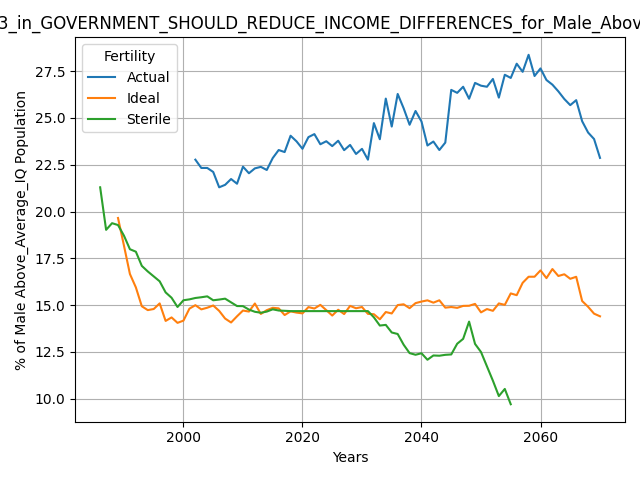 3_in_GOVERNMENT_SHOULD_REDUCE_INCOME_DIFFERENCES_for_Male_Above
Fertility
Actual
Ideal
Sterile
% of Male Above_Average_IQ Population
27.5
25.0
22.5
20.0
17.5
15.0
12.5
10.0
2000
2020
2040
2060
Years